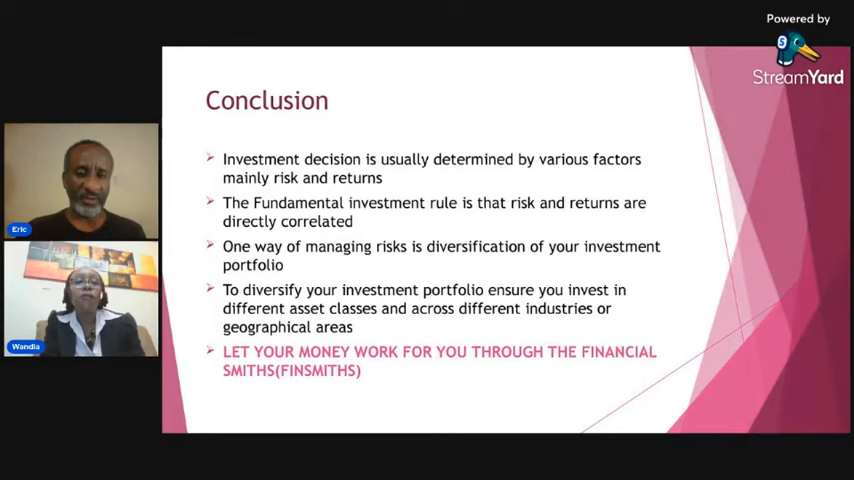 Powered by
StreamYard
Conclusion
Investment decision is usually determined by various factors
mainly risk and returns
The Fundamental investment rule is that risk and returns are
directly correlated
One way of managing risks is diversification of your investment
portfolio
To diversify your investment portfolio ensure you invest in
different asset classes and across different industries or
geographical areas
LET YOUR MONEY WORK FOR YOU THROUGH THE FINANCIAL
SMITHS(FINSMITHS)
Eric
Wandia